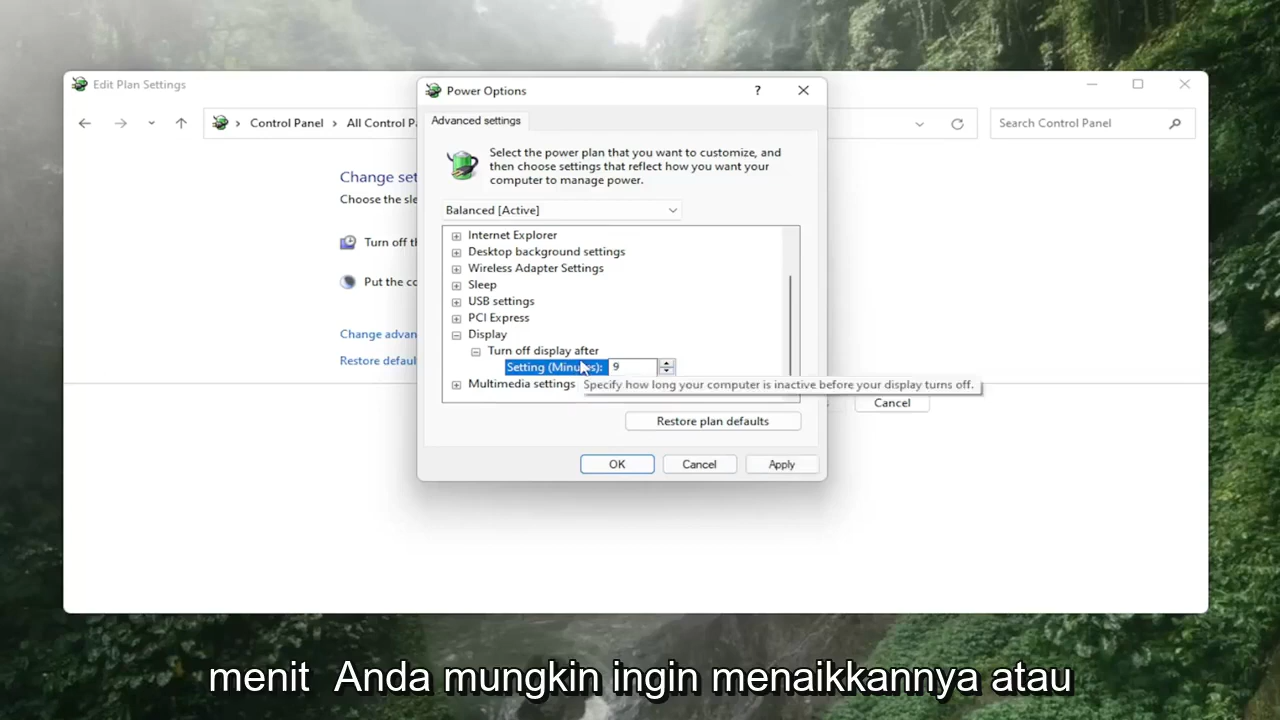 Edit Plan Settings
Control Panel
All Control P
Search Control Panel
Change set
Choose the sle
Turn off th
Put the co
Change advan
Restore defaul
Cancel
Power Options
?
Advanced settings
Select the power plan that you want to customize, and
then choose settings that reflect how you want your
computer to manage power.
Balanced [Active]
Internet Explorer
Desktop background settings
Wireless Adapter Settings
Sleep
USB settings
PCI Express
Display
Turn off display after
Setting (Minutes): 9
Multimedia settings
Specify how long your computer is inactive before your display turns off.
Restore plan defaults
OK Cancel Apply
menit Anda mungkin ingin menaikkannya atau